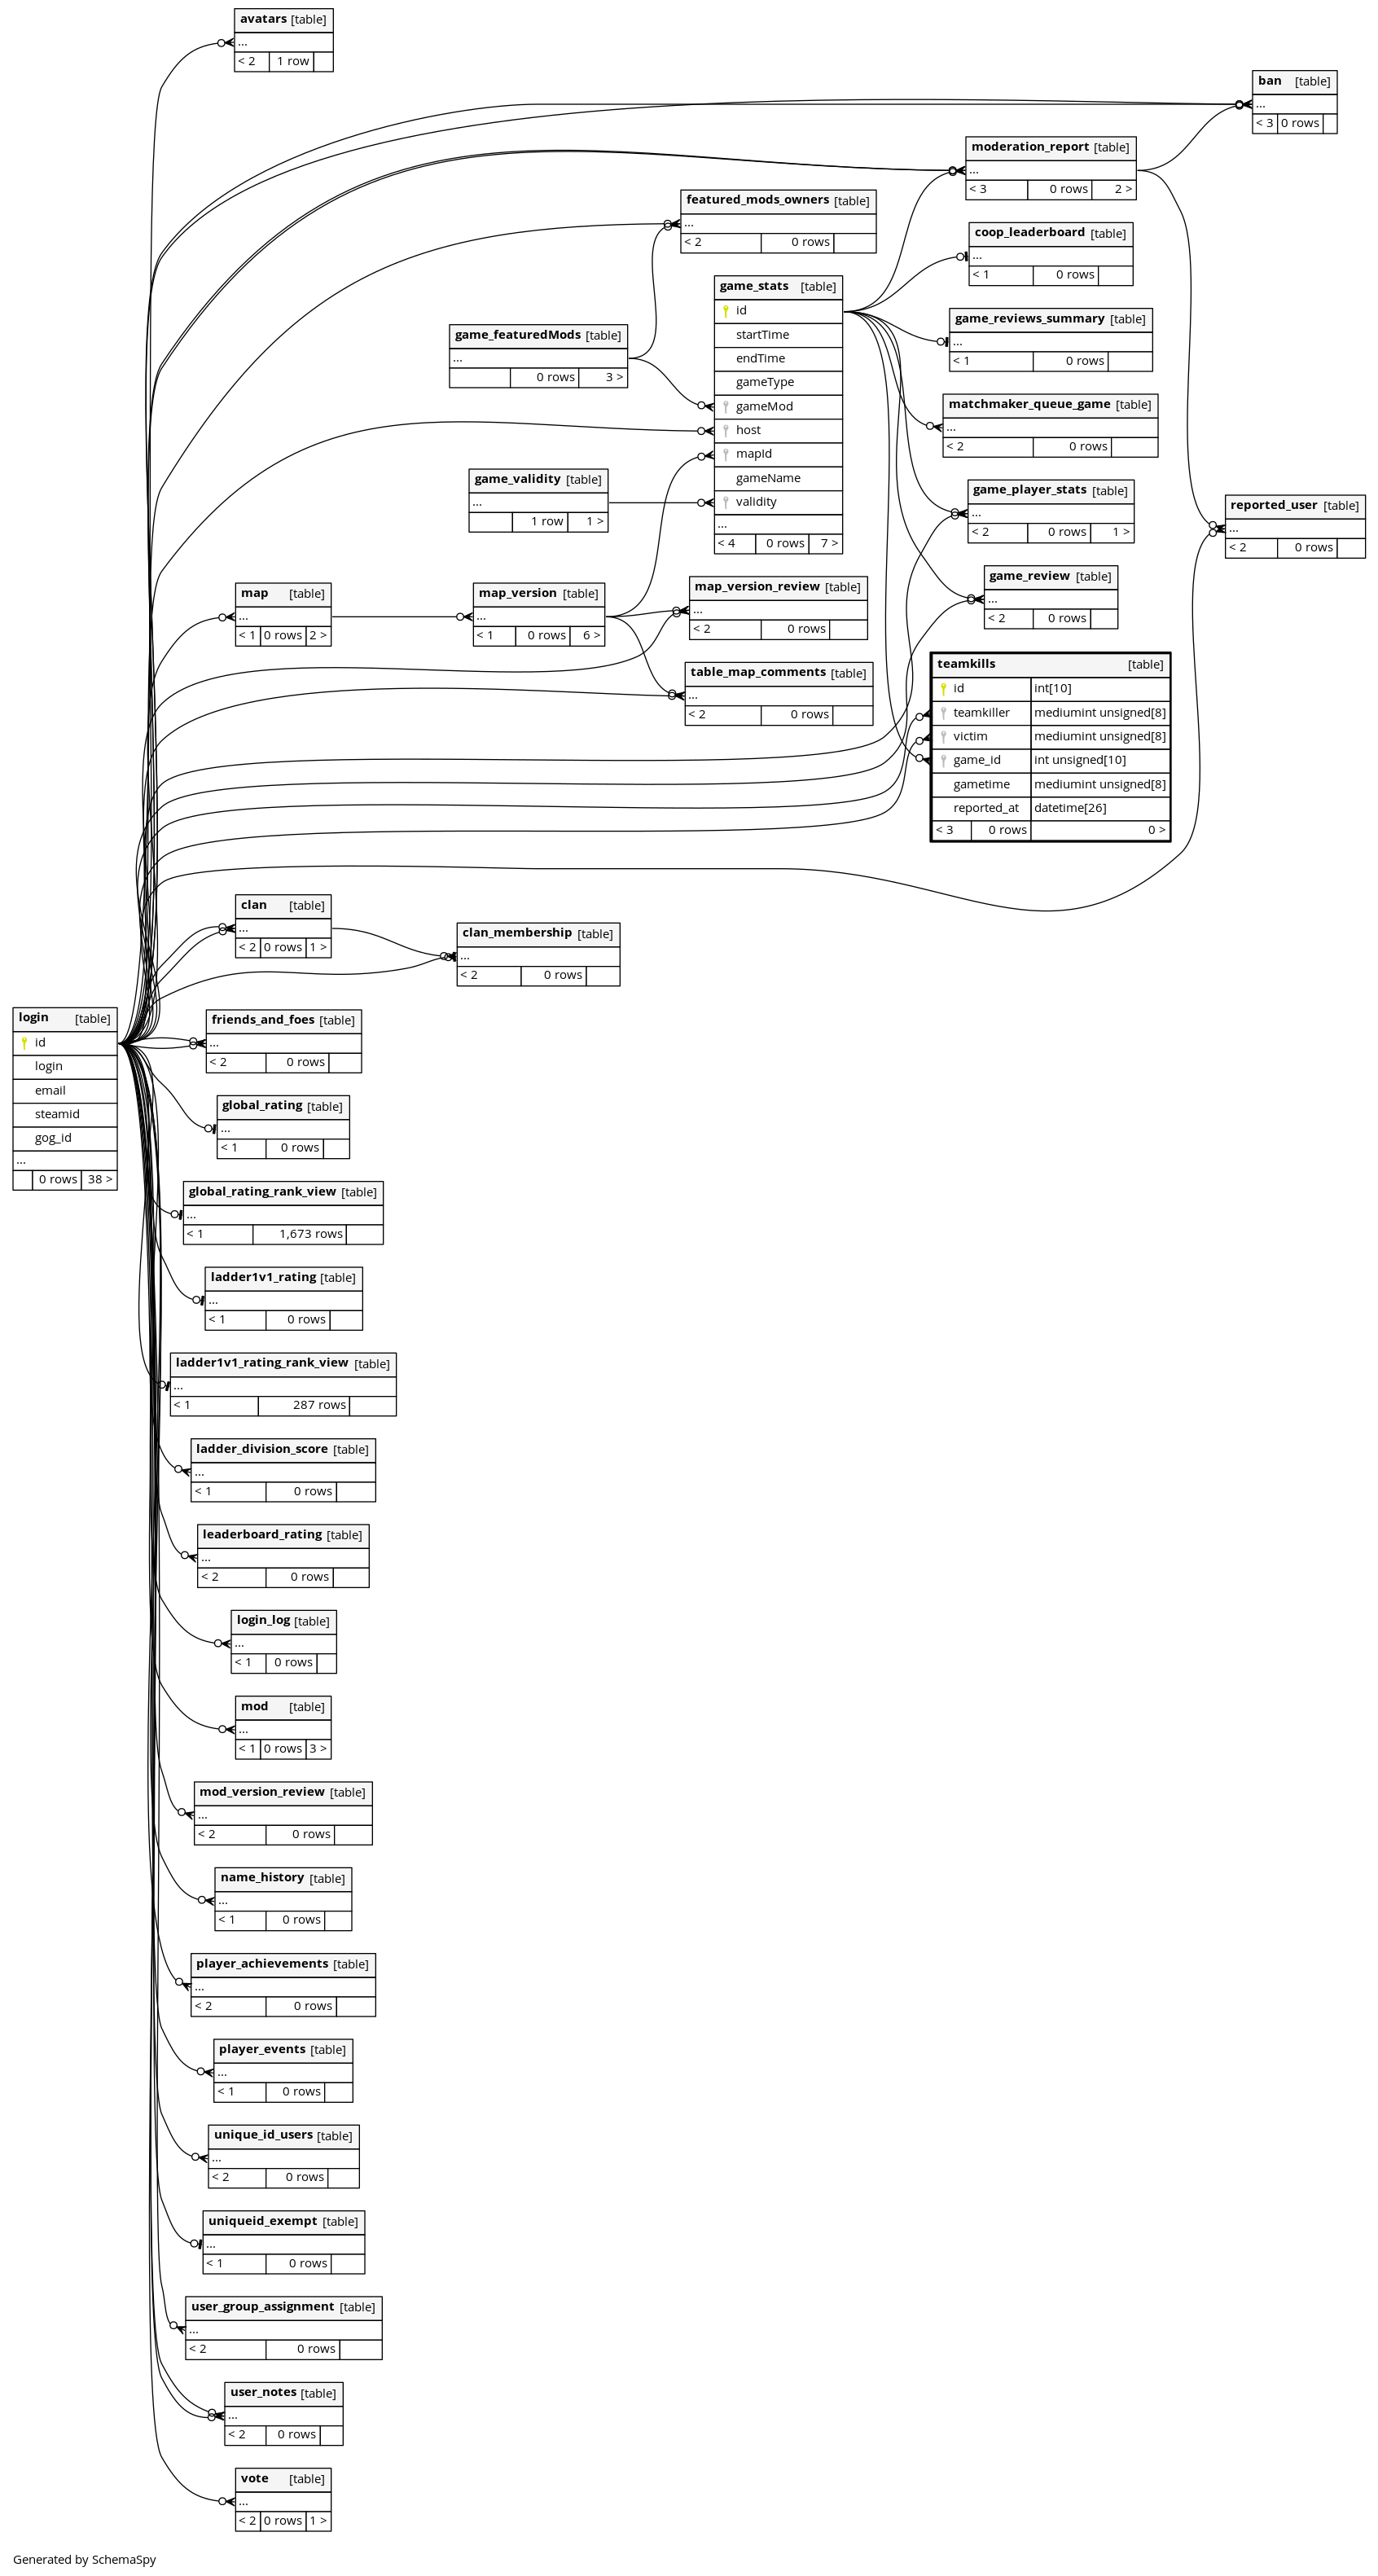 avatars [table]
...
< 2 1 row
ban [table]
...
< 3 0 rows
moderation_report [table]
...
< 3 0 rows 2 >
featured_mods_owners [table]
...
< 2 0 rows
coop_leaderboard [table]
...
< 1 0 rows
game_stats [table]
id
startTime
endTime
gameType
gameMod
host
mapId
gameName
validity
...
< 4 0 rows 7 >
game_reviews_summary [table]
...
< 1 0 rows
game_featuredMods [table]
...
0 rows 3 >
matchmaker_queue_game [table]
...
< 2 0 rows
game_validity [table]
...
1 row 1 >
game_player_stats [table]
...
< 2 0 rows 1 >
reported_user [table]
...
< 2 0 rows
game_review [table]
...
< 2 0 rows
map [table]
...
< 1 0 rows 2 >
map_version [table]
...
< 1 0 rows 6 >
map_version_review [table]
...
< 2 0 rows
table_map_comments [table]
...
< 2 0 rows
teamkills [table]
id int[10]
teamkiller mediumint unsigned[8]
victim mediumint unsigned[8]
game_id int unsigned[10]
gametime mediumint unsigned[8]
reported_at datetime[26]
< 3 0 rows 0 >
clan [table]
...
< 2 0 rows 1 >
clan_membership [table]
...
< 2 0 rows
login [table]
id
login
email
steamid
gog_id
...
0 rows 38 >
friends_and_foes [table]
...
< 2 0 rows
global_rating [table]
...
< 1 0 rows
global_rating_rank_view [table]
...
< 1 1,673 rows
ladder1v1_rating [table]
...
< 1 0 rows
ladder1v1_rating_rank_view [table]
...
< 1 287 rows
ladder_division_score [table]
...
< 1 0 rows
leaderboard_rating [table]
...
< 2 0 rows
login_log [table]
...
< 1 0 rows
mod [table]
...
< 1 0 rows 3 >
mod_version_review [table]
...
< 2 0 rows
name_history [table]
...
< 1 0 rows
player_achievements [table]
...
< 2 0 rows
player_events [table]
...
< 1 0 rows
unique_id_users [table]
...
< 2 0 rows
uniqueid_exempt [table]
...
< 1 0 rows
user_group_assignment [table]
...
< 2 0 rows
user_notes [table]
...
< 2 0 rows
vote [table]
...
< 2 0 rows 1 >
Generated by SchemaSpy